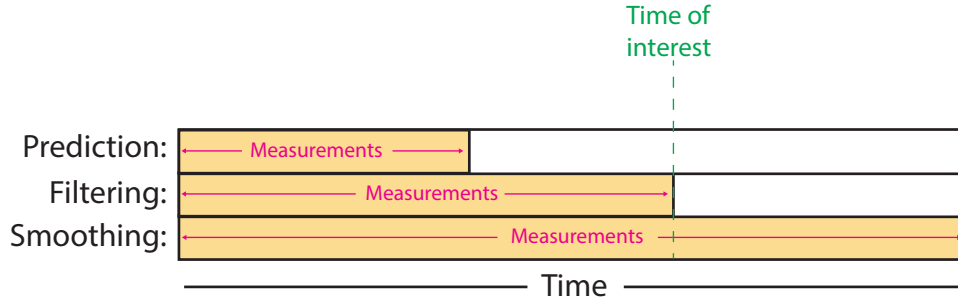 Time of
interest
Prediction: Measurements
Filtering: Measurements
Smoothing: Measurements
Time